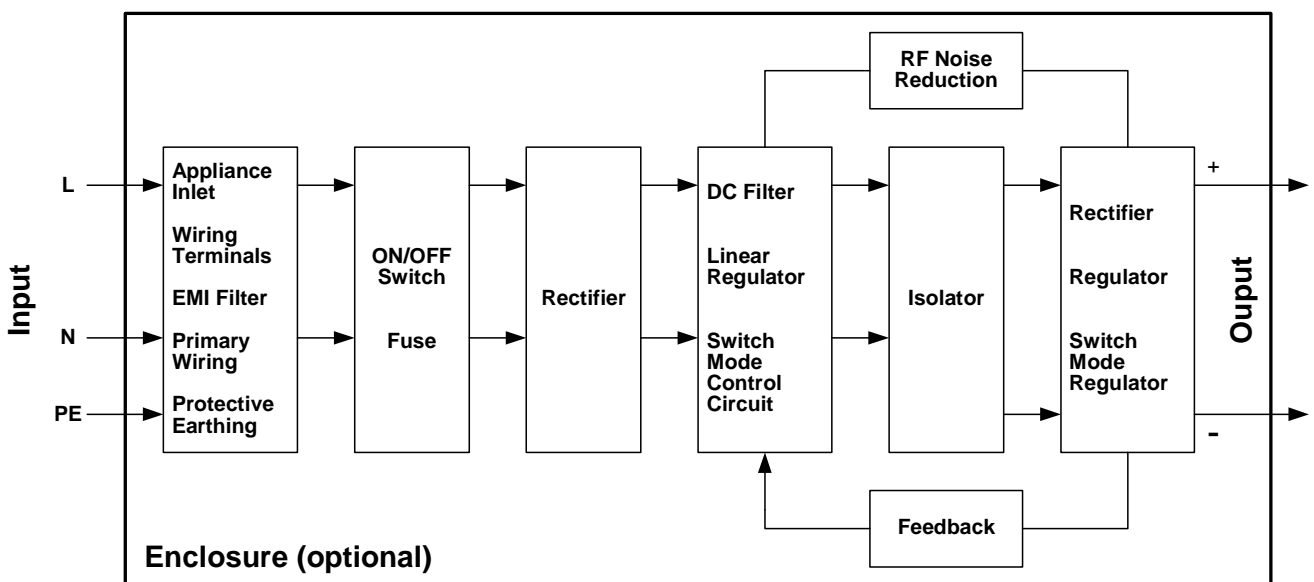 RF Noise
Reduction
Input
L
N
PE
Appliance
Inlet
Wiring
Terminals
EMI Filter
Primary
Wiring
Protective
Earthing
ON/OFF
Switch
Fuse
Rectifier
DC Filter
Linear
Regulator
Switch
Mode
Control
Circuit
Isolator
Rectifier
Regulator
Switch
Mode
Regulator
+
-
Ouput
Feedback
Enclosure (optional)